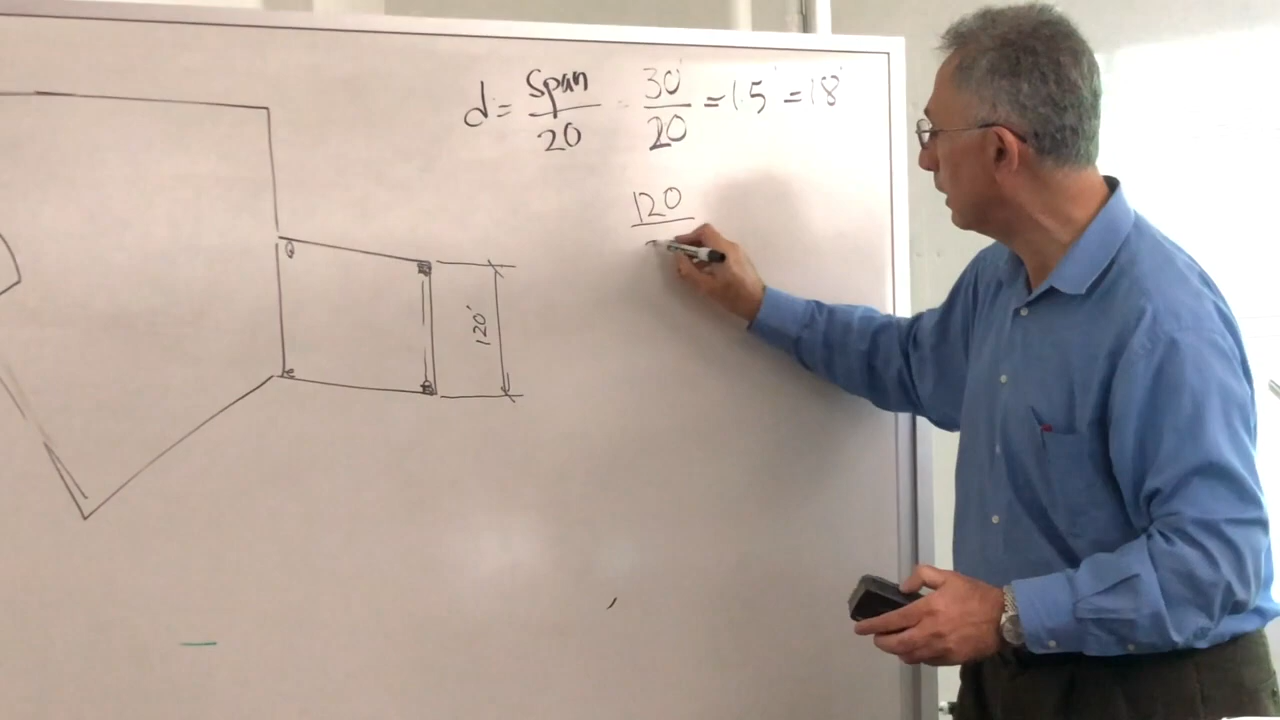 d = Span/20 = 30'/20 = 1.5' = 18"
120
120'